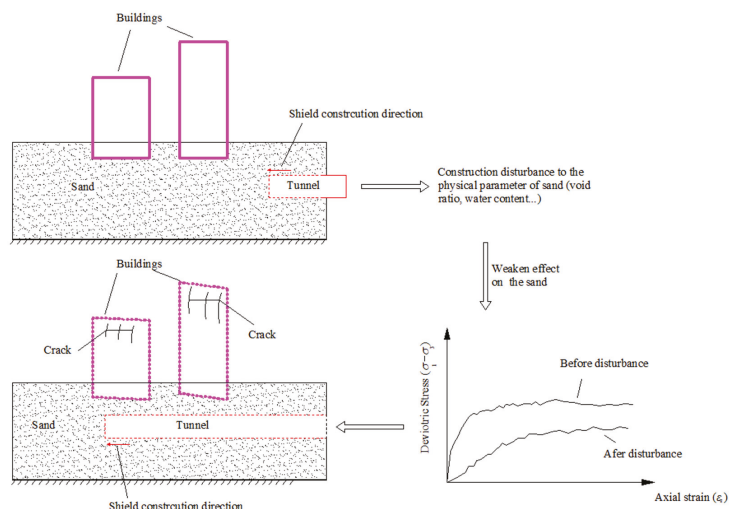 Buildings
Shield constrcution direction
Sand
Tunnel
Construction disturbance to the
physical parameter of sand (void
ratio, water content...)
Weaken effect
on the sand
Buildings
Crack
Crack
Sand
Tunnel
Shield constrcution direction
Deviotric Stress (σ1-σ3)
Before disturbance
Afer disturbance
Axial strain (ε1)